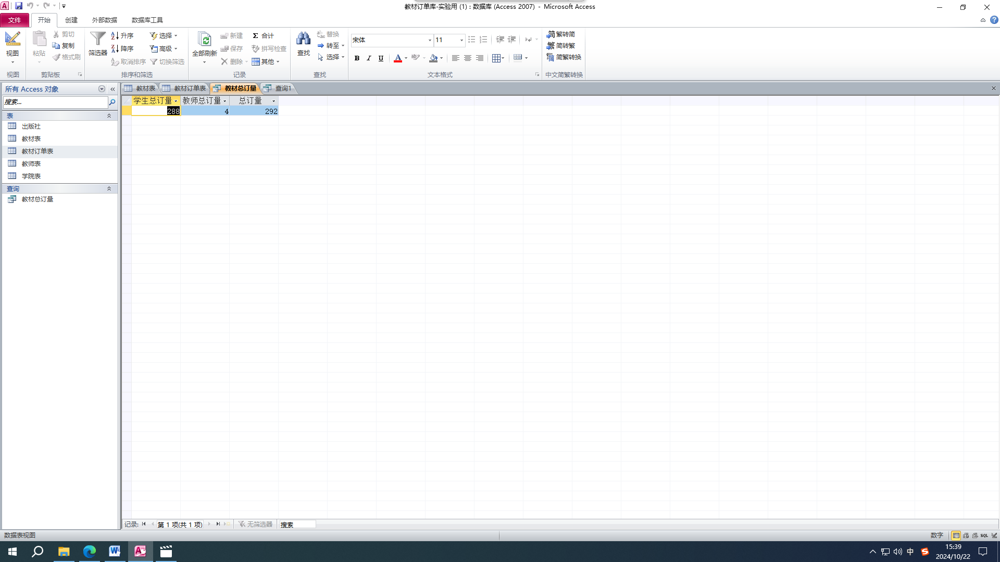 教材订单库-实验用 (1) : 数据库 (Access 2007) - Microsoft Access
文件 开始 创建 外部数据 数据库工具
视图
视图
粘贴
剪切
复制
格式刷
剪贴板
筛选器
升序
降序
取消排序
选择
高级
切换筛选
排序和筛选
全部刷新
新建
保存
删除
合计
拼写检查
其他
记录
查找
替换
转至
选择
查找
宋体 11
B I U A
文本格式
繁转简
简转繁
简繁转换
中文简繁转换
所有 Access 对象
搜索...
表
出版社
教材表
教材订单表
教师表
学院表
查询
教材总订量
教材表 教材订单表 教材总订量 查询1
学生总订量 教师总订量 总订量
288 4 292
记录: 第 1 项(共 1 项) 无筛选器 搜索
数据表视图 数字 SQL
中 15:39
2024/10/22